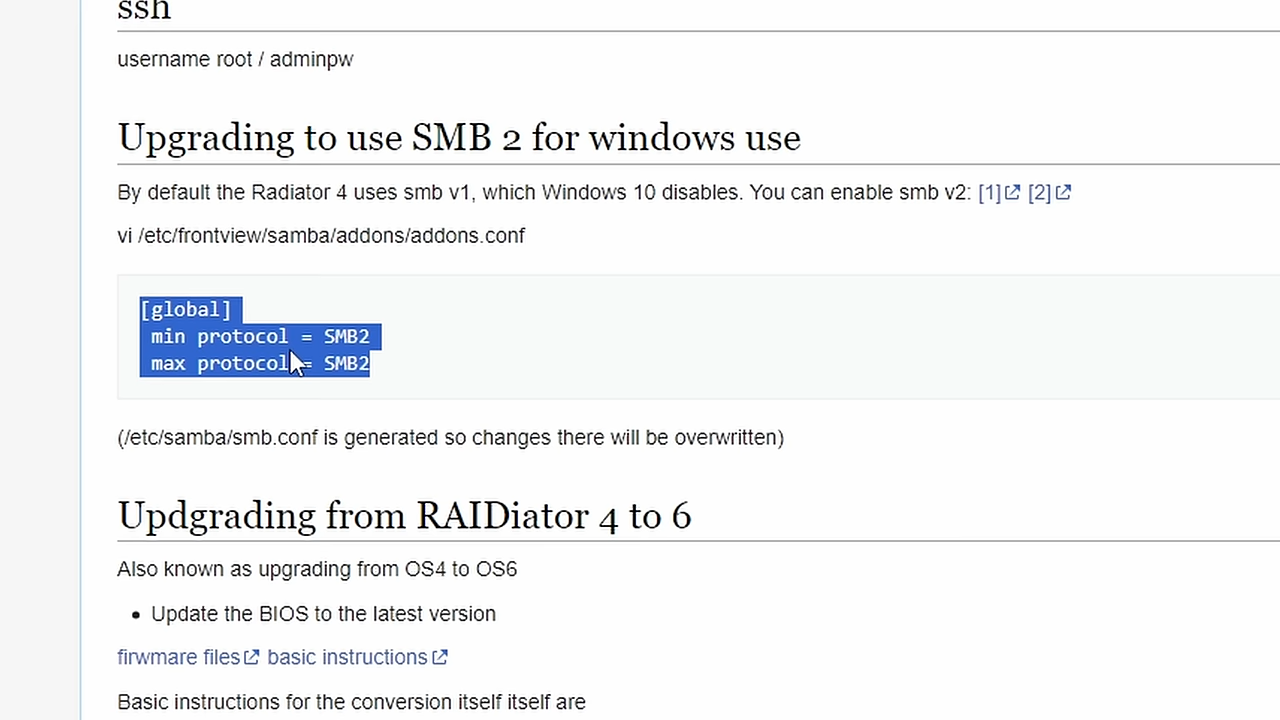 ssh
username root / adminpw
Upgrading to use SMB 2 for windows use
By default the Radiator 4 uses smb v1, which Windows 10 disables. You can enable smb v2: [1] [2]
vi /etc/frontview/samba/addons/addons.conf
[global]
min protocol = SMB2
max protocol = SMB2
(/etc/samba/smb.conf is generated so changes there will be overwritten)
Updgrading from RAIDiator 4 to 6
Also known as upgrading from OS4 to OS6
• Update the BIOS to the latest version
firwmare files basic instructions
Basic instructions for the conversion itself itself are